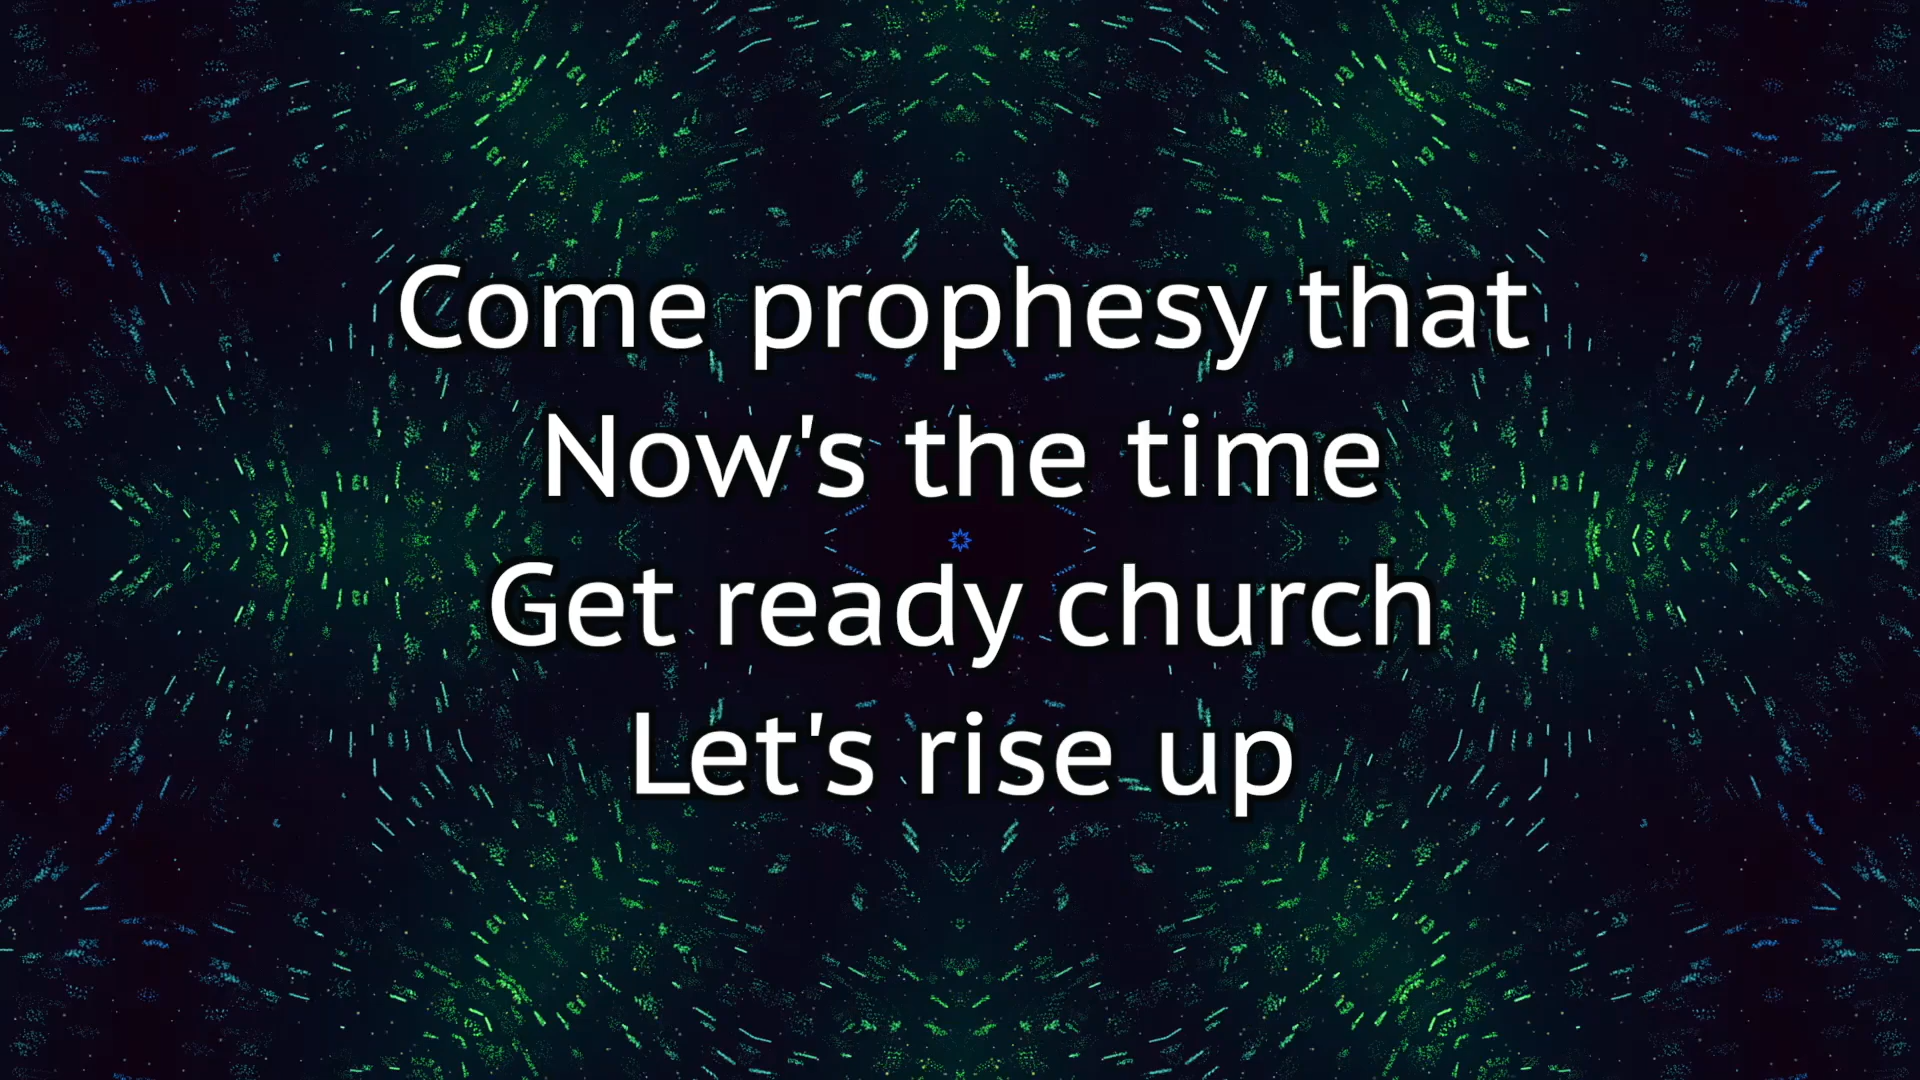 Come prophesy that
Now's the time
Get ready church
Let's rise up